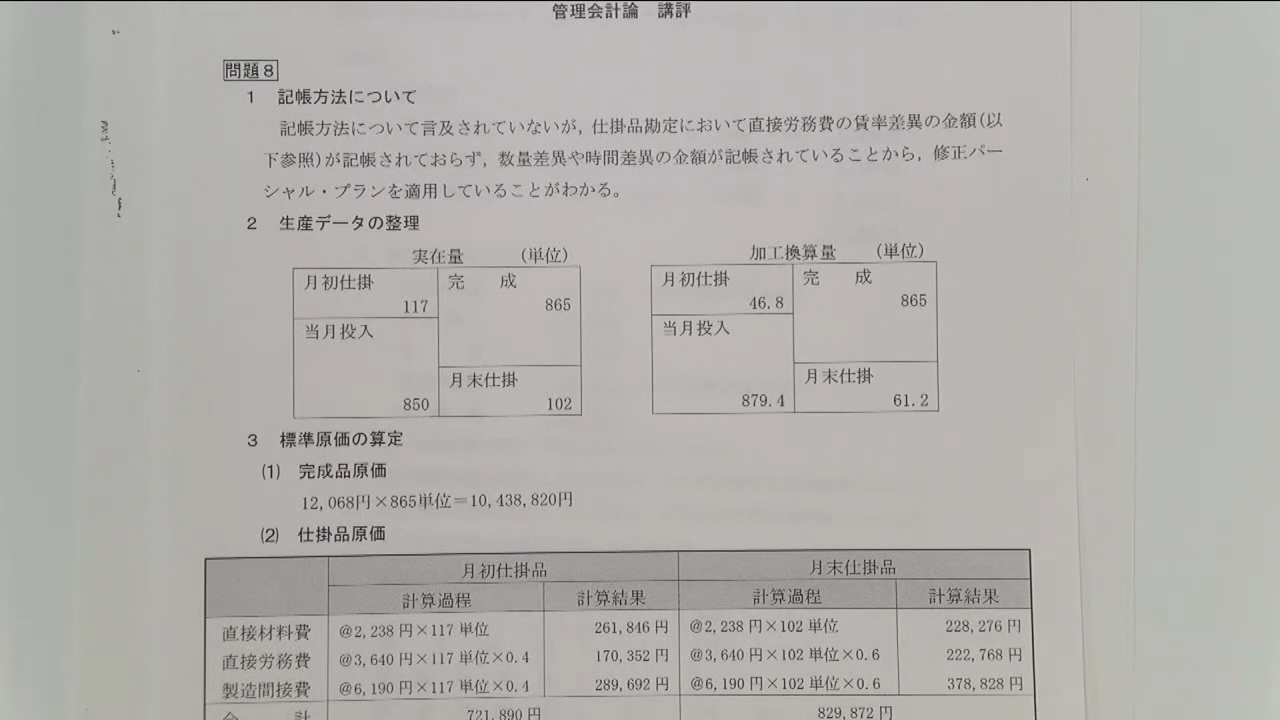 管理会計論　講評
問題8
1　記帳方法について
記帳方法について言及されていないが，仕掛品勘定において直接労務費の賃率差異の金額(以
下参照)が記帳されておらず，数量差異や時間差異の金額が記帳されていることから，修正パー
シャル・プランを適用していることがわかる。
2　生産データの整理
実在量　(単位)　加工換算量　(単位)
月初仕掛　完　成　月初仕掛　完　成
117　865　46.8　865
当月投入　当月投入
月末仕掛　月末仕掛
850　102　879.4　61.2
3　標準原価の算定
(1)　完成品原価
12,068円×865単位＝10,438,820円
(2)　仕掛品原価
月初仕掛品　月末仕掛品
計算過程　計算結果　計算過程　計算結果
直接材料費　@2,238円×117単位　261,846円　@2,238円×102単位　228,276円
直接労務費　@3,640円×117単位×0.4　170,352円　@3,640円×102単位×0.6　222,768円
製造間接費　@6,190円×117単位×0.4　289,692円　@6,190円×102単位×0.6　378,828円
合　計　721,890円　829,872円